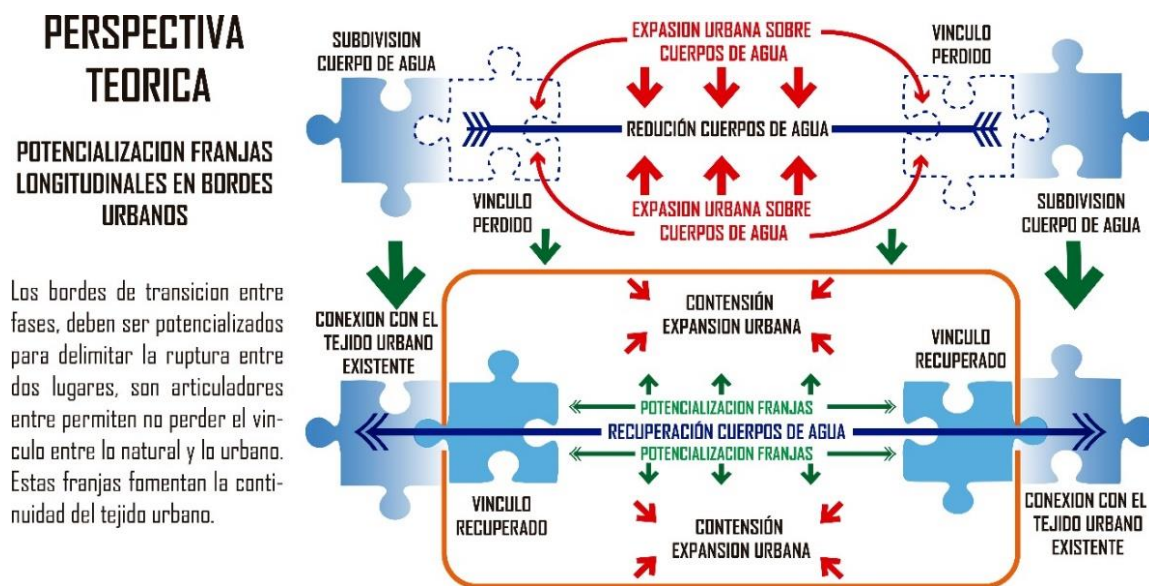 PERSPECTIVA
TEORICA
POTENCIALIZACION FRANJAS
LONGITUDINALES EN BORDES
URBANOS
Los bordes de transicion entre
fases, deben ser potencializados
para delimitar la ruptura entre
dos lugares, son articuladores
entre permiten no perder el vin-
culo entre lo natural y lo urbano.
Estas franjas fomentan la conti-
nuidad del tejido urbano.
SUBDIVISION
CUERPO DE AGUA
EXPASION URBANA SOBRE
CUERPOS DE AGUA
VINCULO
PERDIDO
REDUCIÓN CUERPOS DE AGUA
VINCULO
PERDIDO
EXPASION URBANA SOBRE
CUERPOS DE AGUA
SUBDIVISION
CUERPO DE AGUA
CONEXION CON EL
TEJIDO URBANO
EXISTENTE
CONTENSIÓN
EXPANSION URBANA
VINCULO
RECUPERADO
POTENCIALIZACION FRANJAS
RECUPERACIÓN CUERPOS DE AGUA
POTENCIALIZACION FRANJAS
VINCULO
RECUPERADO
CONTENSIÓN
EXPANSION URBANA
CONEXION CON EL
TEJIDO URBANO
EXISTENTE